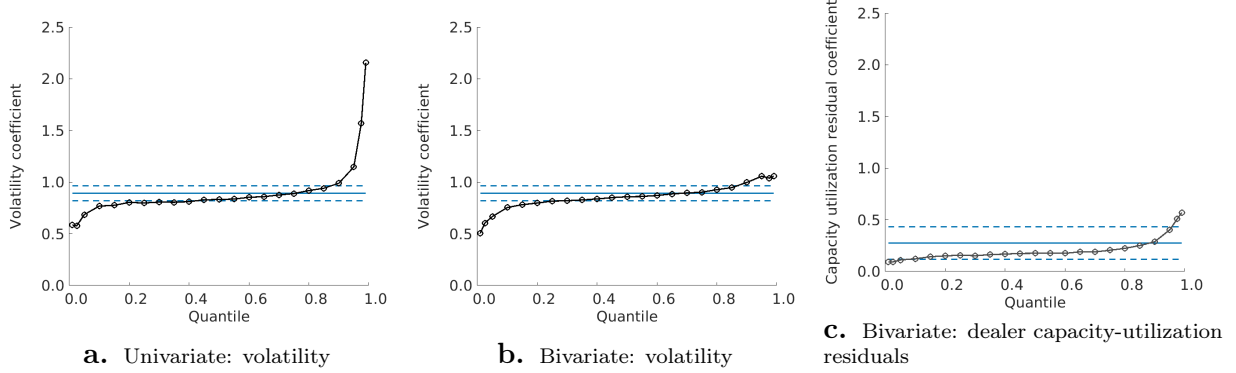 2.5
2.0
1.5
1.0
0.5
0.0
Volatility coefficient
0.0 0.2 0.4 0.6 0.8 1.0
Quantile
a. Univariate: volatility
2.5
2.0
1.5
1.0
0.5
0.0
Volatility coefficient
0.0 0.2 0.4 0.6 0.8 1.0
Quantile
b. Bivariate: volatility
2.5
2.0
1.5
1.0
0.5
0.0
Capacity utilization residual coefficient
0.0 0.2 0.4 0.6 0.8 1.0
Quantile
c. Bivariate: dealer capacity-utilization
residuals